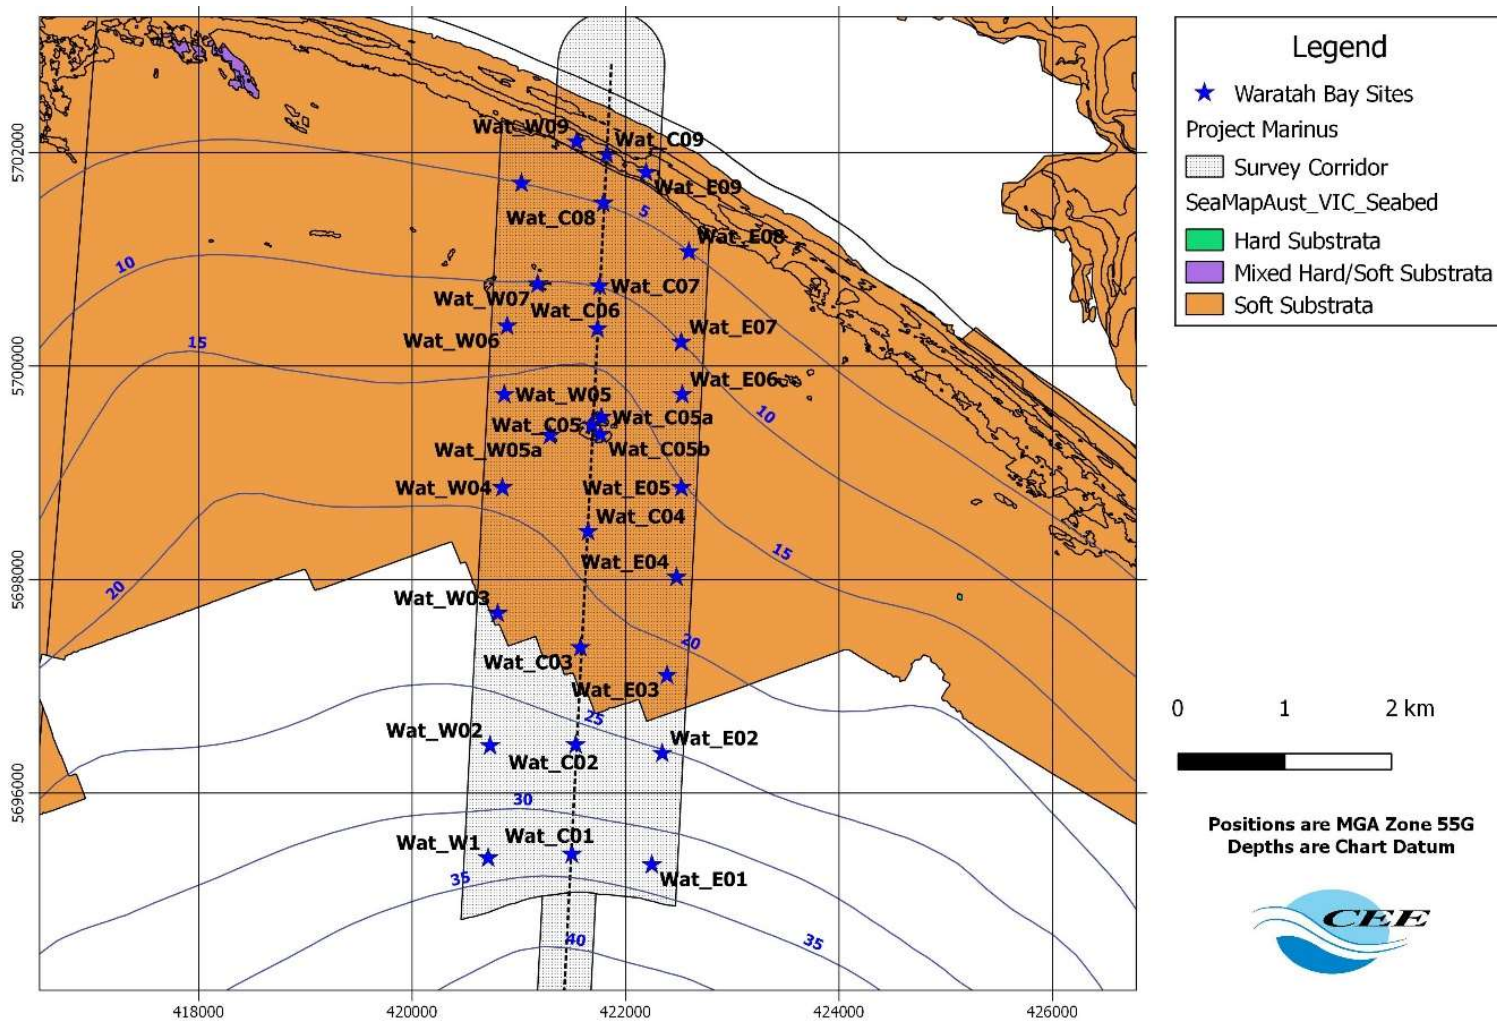 Wat_W09
Wat_C09
Wat_E09
5
Wat_C08
Wat_E08
10
Wat_W07
Wat_C07
Wat_C06
Wat_E07
Wat_W06
15
Wat_E06
Wat_W05
Wat_C05a
10
Wat_C05
Wat_W05a
Wat_C05b
Wat_W04
Wat_E05
Wat_C04
15
Wat_E04
20
Wat_W03
20
Wat_C03
Wat_E03
25
Wat_W02
Wat_E02
Wat_C02
30
Wat_C01
Wat_W1
35
Wat_E01
40
35
5702000
5700000
5698000
5696000
418000
420000
422000
424000
426000
Legend
Waratah Bay Sites
Project Marinus
Survey Corridor
SeaMapAust_VIC_Seabed
Hard Substrata
Mixed Hard/Soft Substrata
Soft Substrata
0 1 2 km
Positions are MGA Zone 55G
Depths are Chart Datum
CEE